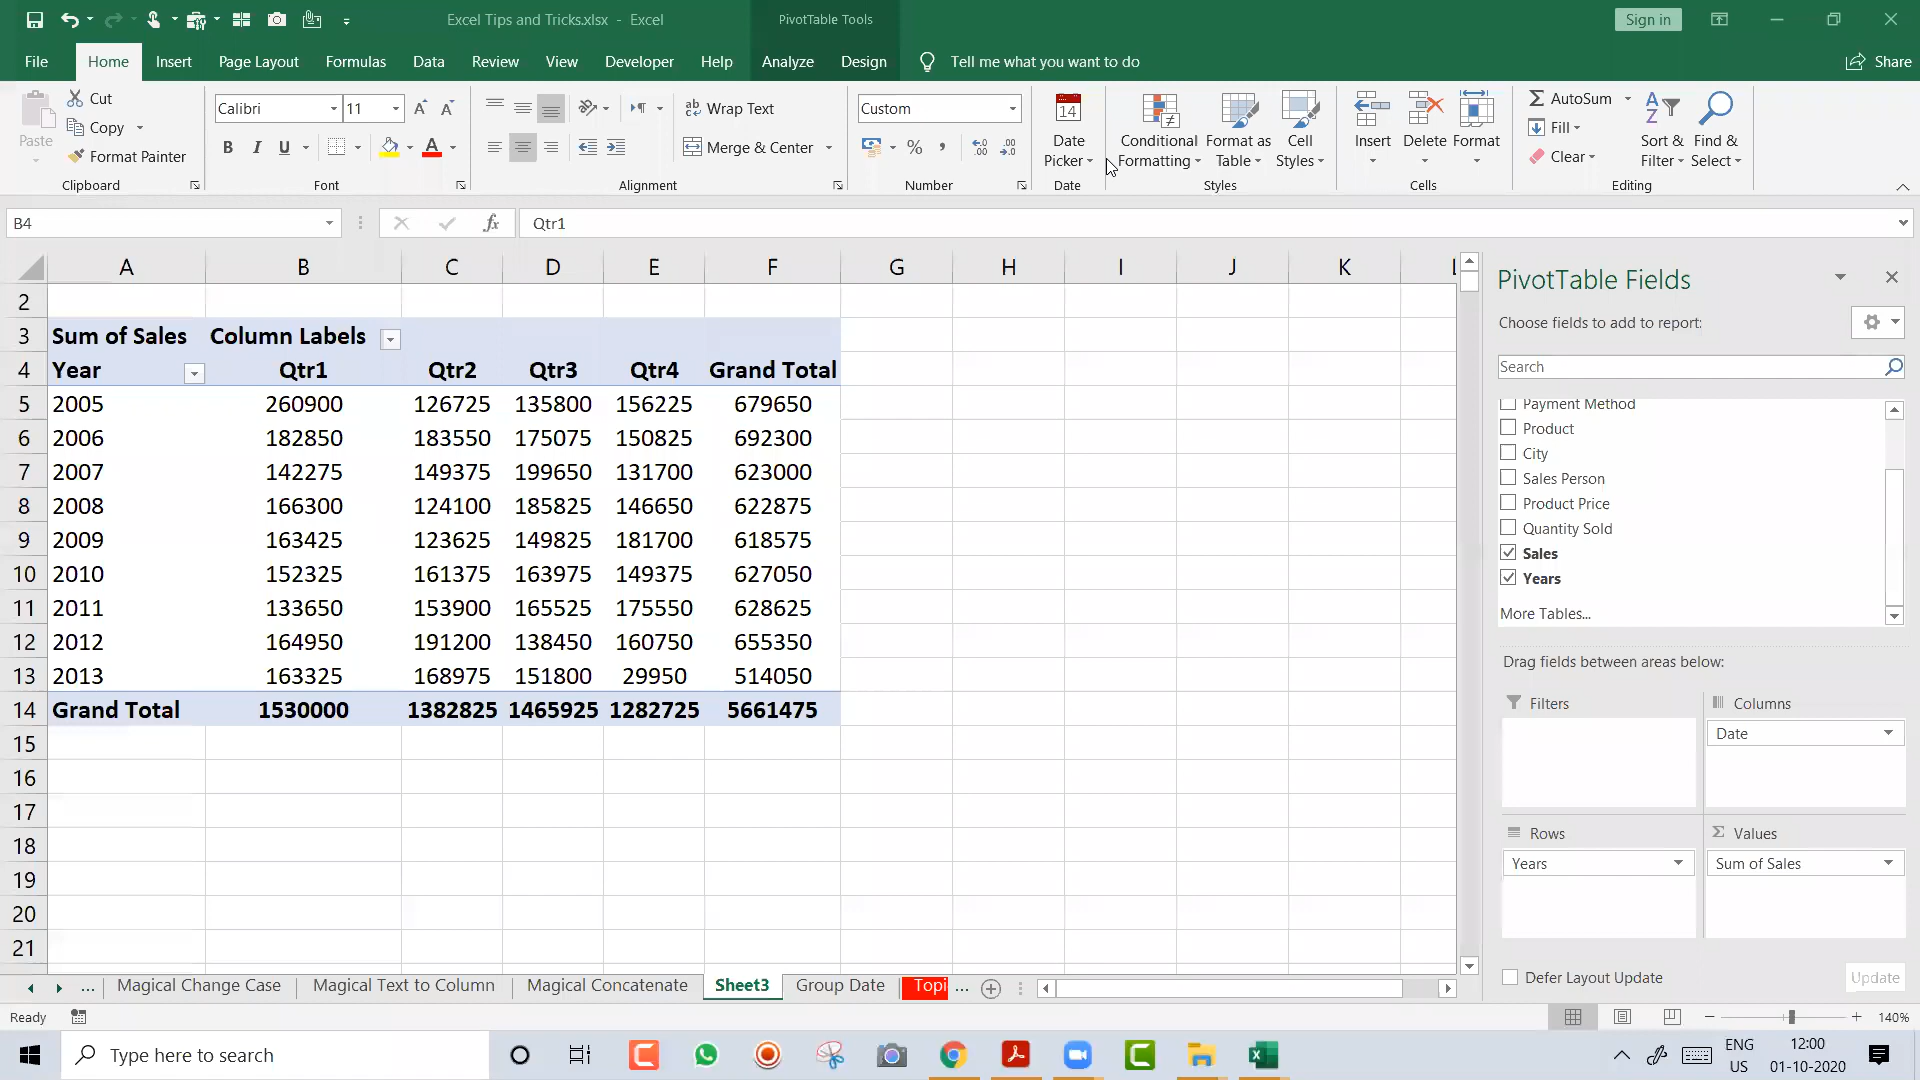 Excel Tips and Tricks.xlsx - Excel
PivotTable Tools
Sign in
File Home Insert Page Layout Formulas Data Review View Developer Help Analyze Design Tell me what you want to do Share
Paste
Cut
Copy
Format Painter
Clipboard
Calibri 11
B I U A
Font
ab Wrap Text
Merge & Center
Alignment
Custom
% ,
Number
14
Date Picker
Date
Conditional Formatting
Format as Table
Cell Styles
Styles
Insert Delete Format
Cells
AutoSum
Fill
Clear
Sort & Filter
Find & Select
Editing
B4
fx
Qtr1
A B C D E F G H I J K L
2
3 Sum of Sales Column Labels
4 Year Qtr1 Qtr2 Qtr3 Qtr4 Grand Total
5 2005 260900 126725 135800 156225 679650
6 2006 182850 183550 175075 150825 692300
7 2007 142275 149375 199650 131700 623000
8 2008 166300 124100 185825 146650 622875
9 2009 163425 123625 149825 181700 618575
10 2010 152325 161375 163975 149375 627050
11 2011 133650 153900 165525 175550 628625
12 2012 164950 191200 138450 160750 655350
13 2013 163325 168975 151800 29950 514050
14 Grand Total 1530000 1382825 1465925 1282725 5661475
15
16
17
18
19
20
21
PivotTable Fields
Choose fields to add to report:
Search
Payment Method
Product
City
Sales Person
Product Price
Quantity Sold
Sales
Years
More Tables...
Drag fields between areas below:
Filters
Columns
Date
Rows
Years
Values
Sum of Sales
Defer Layout Update
Update
... Magical Change Case Magical Text to Column Magical Concatenate Sheet3 Group Date Topi ...
Ready
140%
Type here to search
ENG
US
12:00
01-10-2020